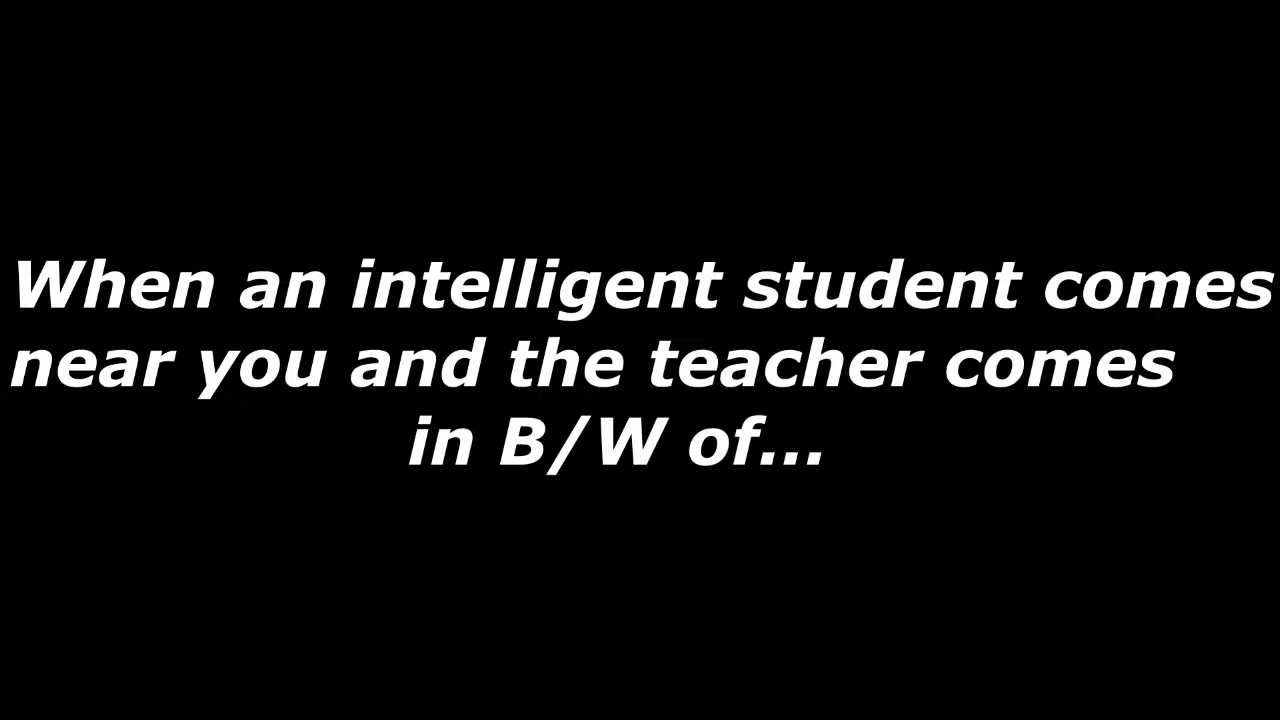 When an intelligent student comes
near you and the teacher comes
in B/W of...